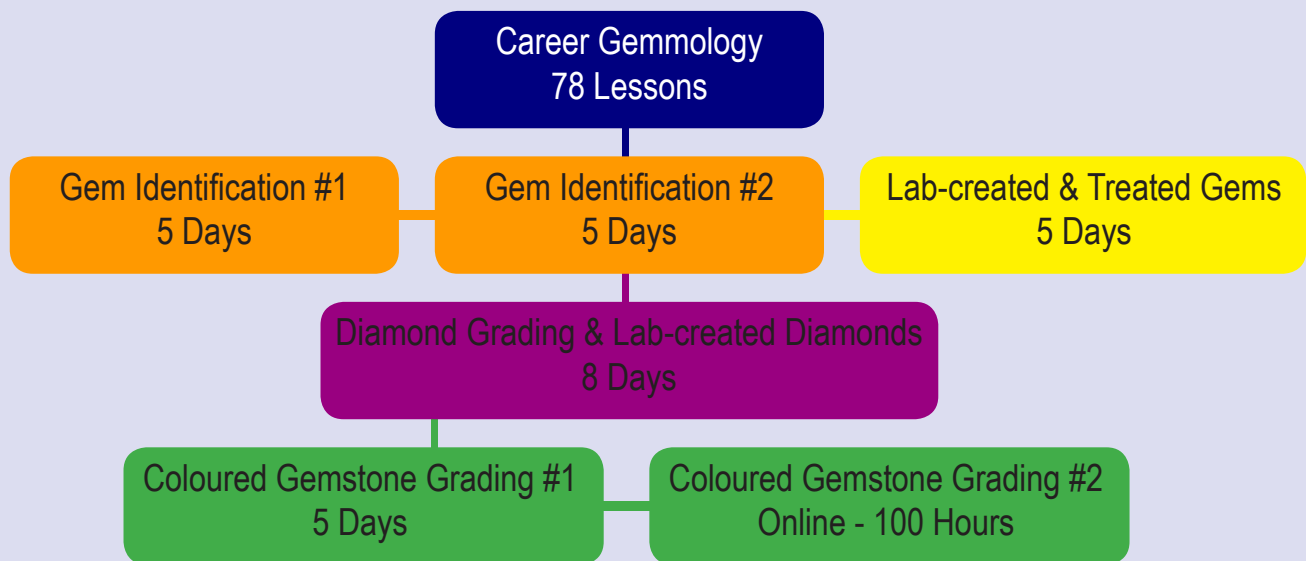 Career Gemmology
78 Lessons
Gem Identification #1
5 Days
Gem Identification #2
5 Days
Lab-created & Treated Gems
5 Days
Diamond Grading & Lab-created Diamonds
8 Days
Coloured Gemstone Grading #1
5 Days
Coloured Gemstone Grading #2
Online - 100 Hours